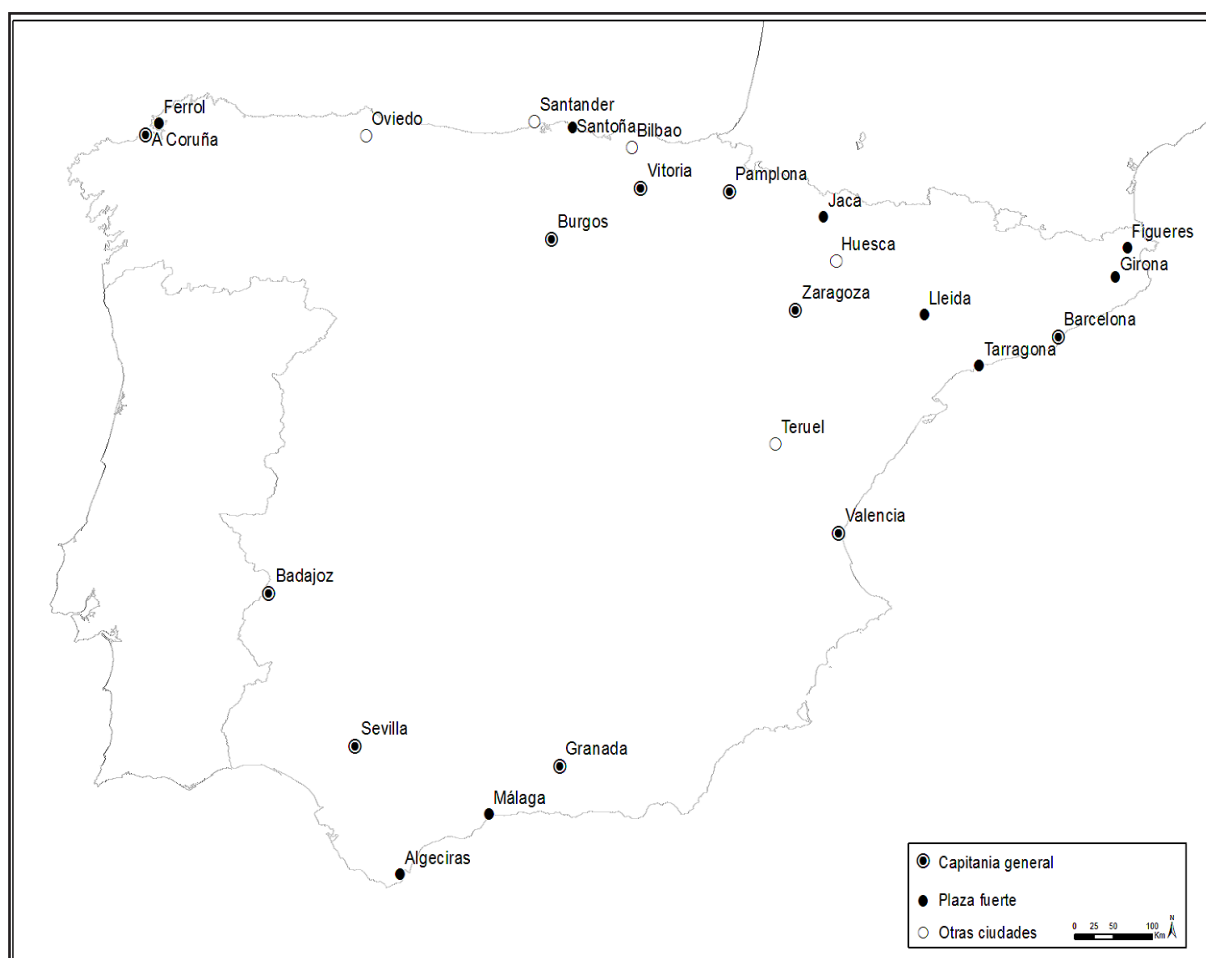 Ferrol
A Coruña
Oviedo
Santander
Santoña
Bilbao
Vitoria
Pamplona
Burgos
Jaca
Huesca
Figueres
Girona
Zaragoza
Lleida
Barcelona
Tarragona
Teruel
Valencia
Badajoz
Sevilla
Granada
Málaga
Algeciras
Capitania general
Plaza fuerte
Otras ciudades
0 25 50 100
Km
N